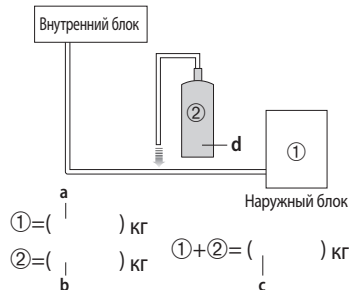 Внутренний блок
②
d
①
Наружный блок
a
①=( ) кг
②=( ) кг
b
①+②= ( ) кг
c